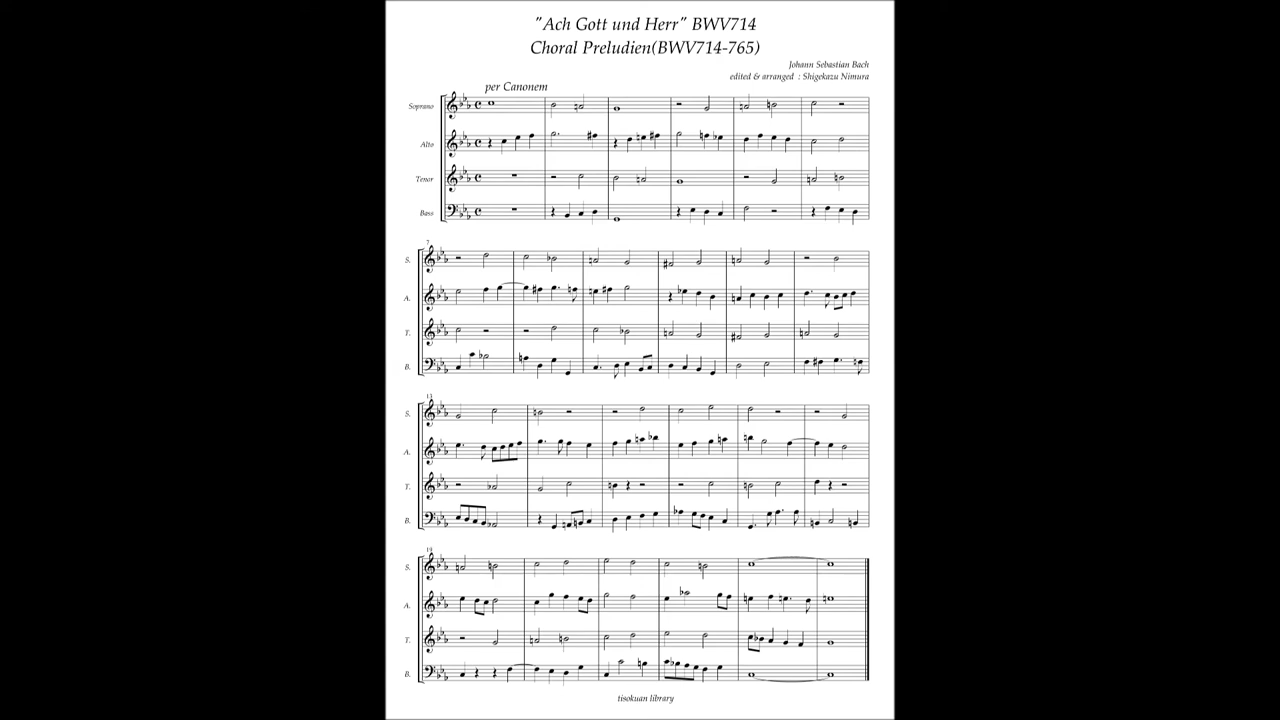 "Ach Gott und Herr" BWV714
Choral Preludien(BWV714-765)
Johann Sebastian Bach
edited & arranged : Shigekazu Nimura
per Canonem
Soprano
Alto
Tenor
Bass
7
S.
A.
T.
B.
13
S.
A.
T.
B.
19
S.
A.
T.
B.
tisokuan library